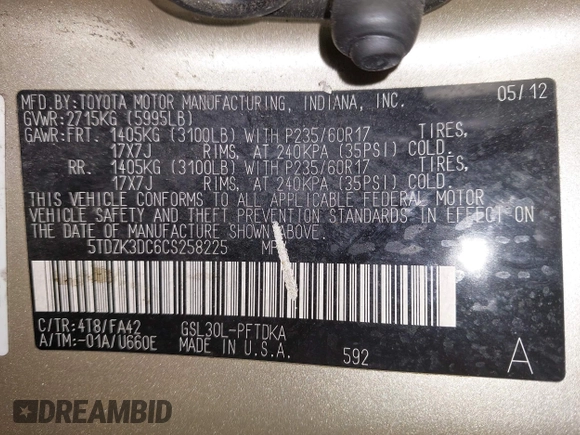 MFD.BY:TOYOTA MOTOR MANUFACTURING, INDIANA, INC. 05/12
GVWR:2715KG (5995LB)
GAWR:FRT. 1405KG (3100LB) WITH P235/60R17 TIRES,
17X7J RIMS, AT 240KPA (35PSI) COLD.
RR. 1405KG (3100LB) WITH P235/60R17 TIRES,
17X7J RIMS, AT 240KPA (35PSI) COLD.
THIS VEHICLE CONFORMS TO ALL APPLICABLE FEDERAL MOTOR
VEHICLE SAFETY AND THEFT PREVENTION STANDARDS IN EFFECT ON
THE DATE OF MANUFACTURE SHOWN ABOVE.
5TDZK3DC6CS258225
C/TR:4T8/FA42 GSL30L-PFTDKA
A/TM:-01A/U660E MADE IN U.S.A. 592 A
DREAMBID